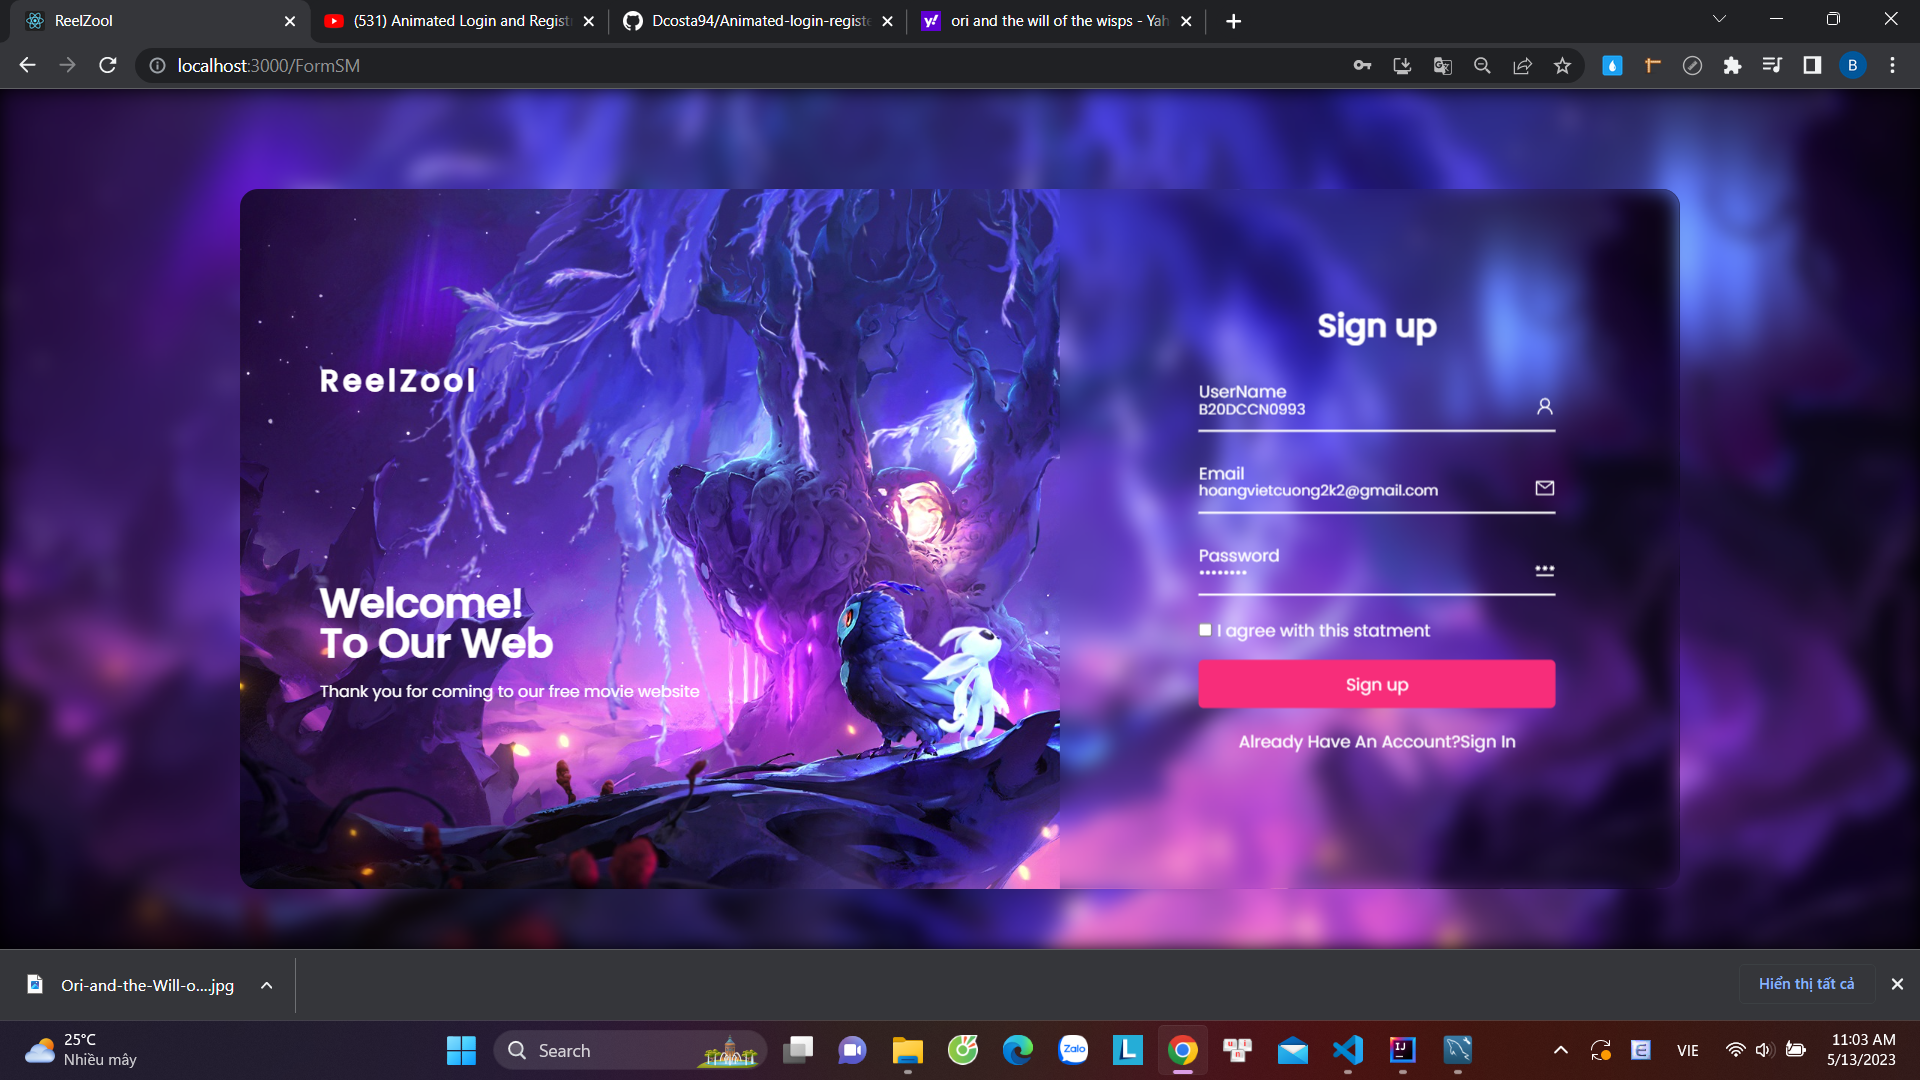 ReelZool
(531) Animated Login and Regist
Dcosta94/Animated-login-registe
ori and the will of the wisps - Yah
localhost:3000/FormSM
B
ReelZool
Welcome!
To Our Web
Thank you for coming to our free movie website
Sign up
UserName
B20DCCN0993
Email
hoangvietcuong2k2@gmail.com
Password
••••••••
I agree with this statment
Sign up
Already Have An Account?Sign In
Ori-and-the-Will-o....jpg
Hiển thị tất cả
25°C
Nhiều mây
Search
Zalo
L
IJ
VIE
11:03 AM
5/13/2023